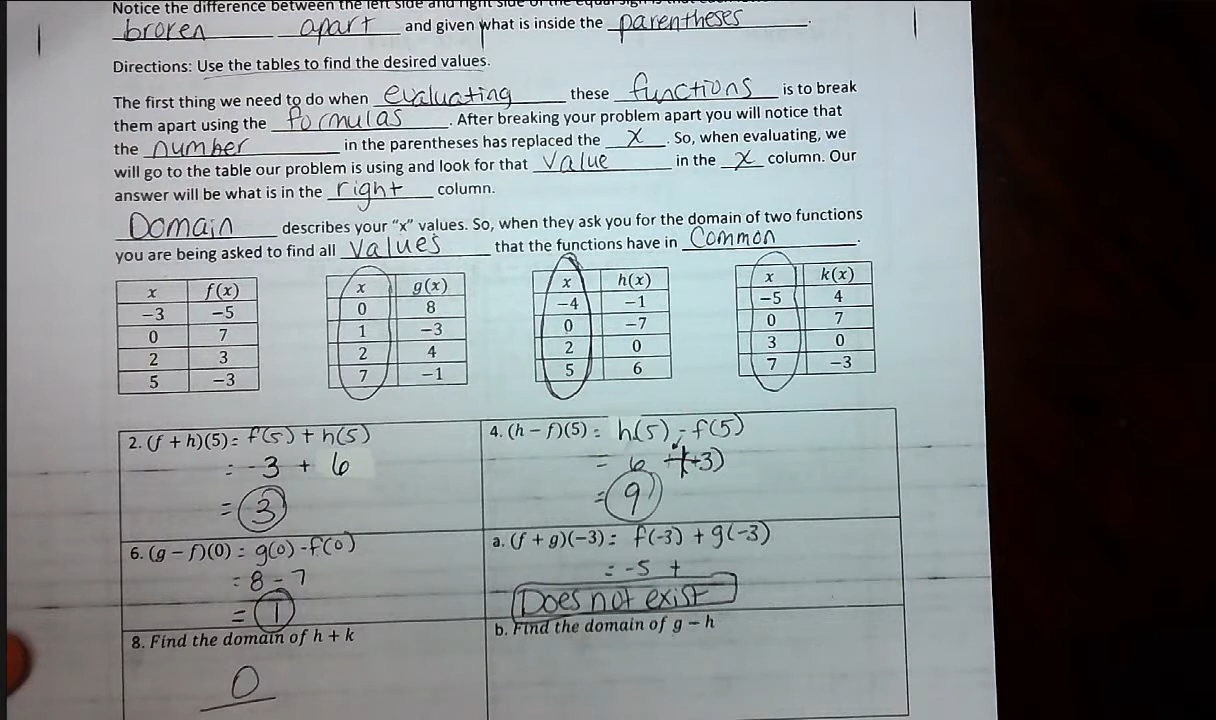 Notice the difference between the left side and right side of the equal sign is that
broken apart and given what is inside the parentheses.
Directions: Use the tables to find the desired values.
The first thing we need to do when evaluating these functions is to break
them apart using the formulas. After breaking your problem apart you will notice that
the number in the parentheses has replaced the x. So, when evaluating, we
will go to the table our problem is using and look for that value in the x column. Our
answer will be what is in the right column.
Domain describes your “x” values. So, when they ask you for the domain of two functions
you are being asked to find all values that the functions have in common.
x f(x) x g(x) x h(x) x k(x)
−3 −5 0 8 −4 −1 −5 4
0 7 1 −3 0 −7 0 7
2 3 2 4 2 0 3 0
5 −3 7 −1 5 6 7 −3
2. (f + h)(5) = f(5) + h(5)
= -3 + 6
= 3
4. (h − f)(5) = h(5) - f(5)
= 6 + (+3)
= 9
6. (g − f)(0) = g(0) - f(0)
= 8 - 7
= 1
a. (f + g)(−3) = f(-3) + g(-3)
= -5 +
Does not exist
8. Find the domain of h + k
0
b. Find the domain of g − h